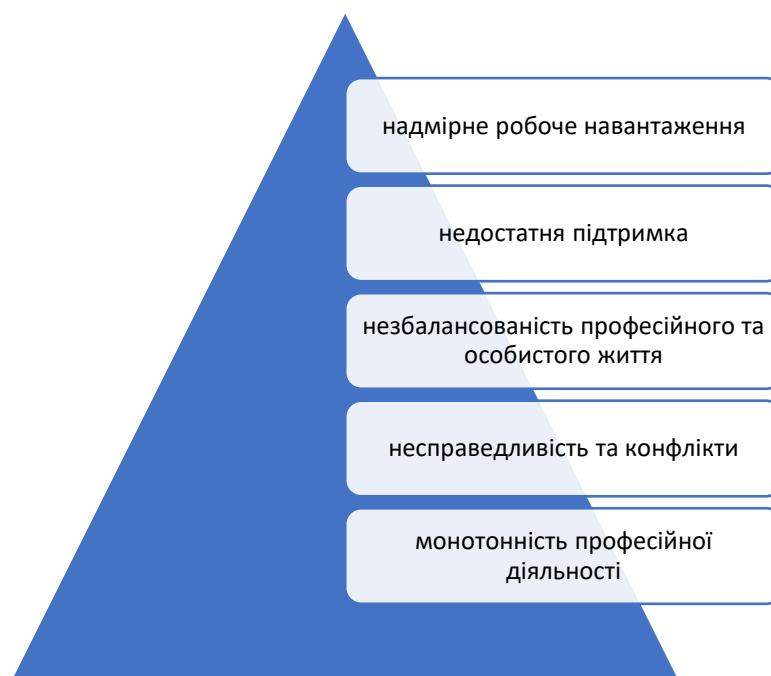 надмірне робоче навантаження
недостатня підтримка
незбалансованість професійного та
особистого життя
несправедливість та конфлікти
монотонність професійної
діяльності